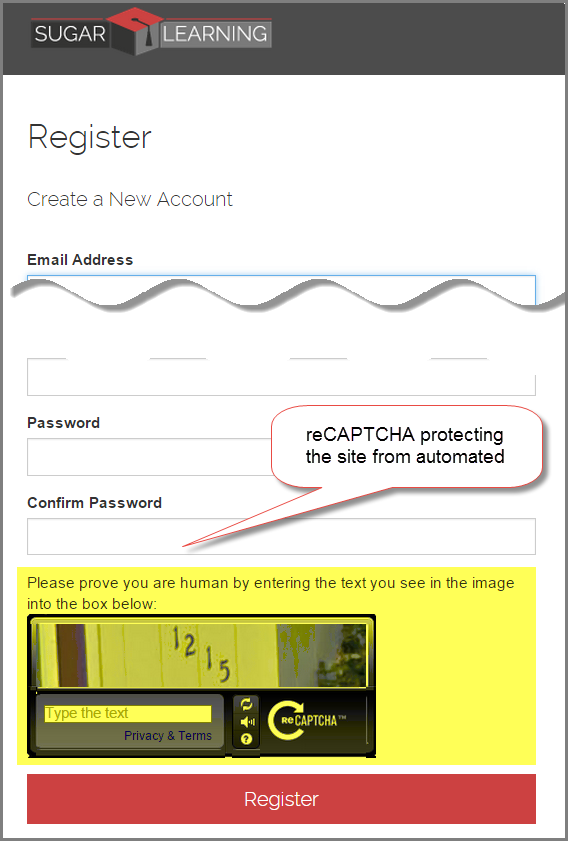 SUGAR LEARNING
Register
Create a New Account
Email Address
Password
reCAPTCHA protecting
the site from automated
Confirm Password
Please prove you are human by entering the text you see in the image
into the box below:
1215
Type the text
Privacy & Terms
reCAPTCHA™
?
Register